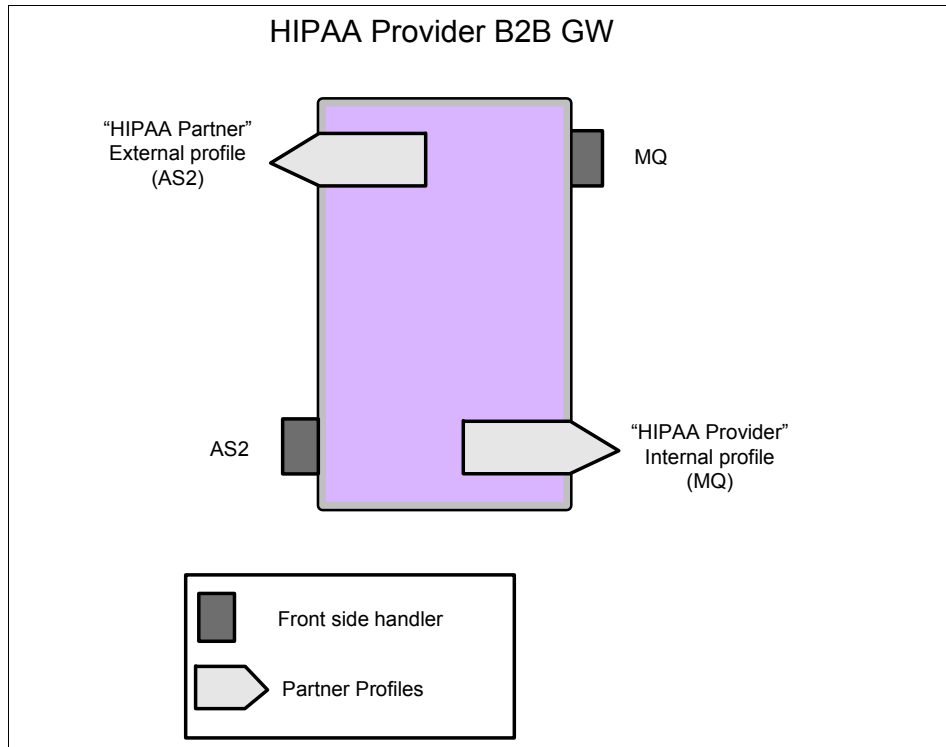 HIPAA Provider B2B GW
“HIPAA Partner”
External profile
(AS2)
MQ
AS2
“HIPAA Provider”
Internal profile
(MQ)
Front side handler
Partner Profiles